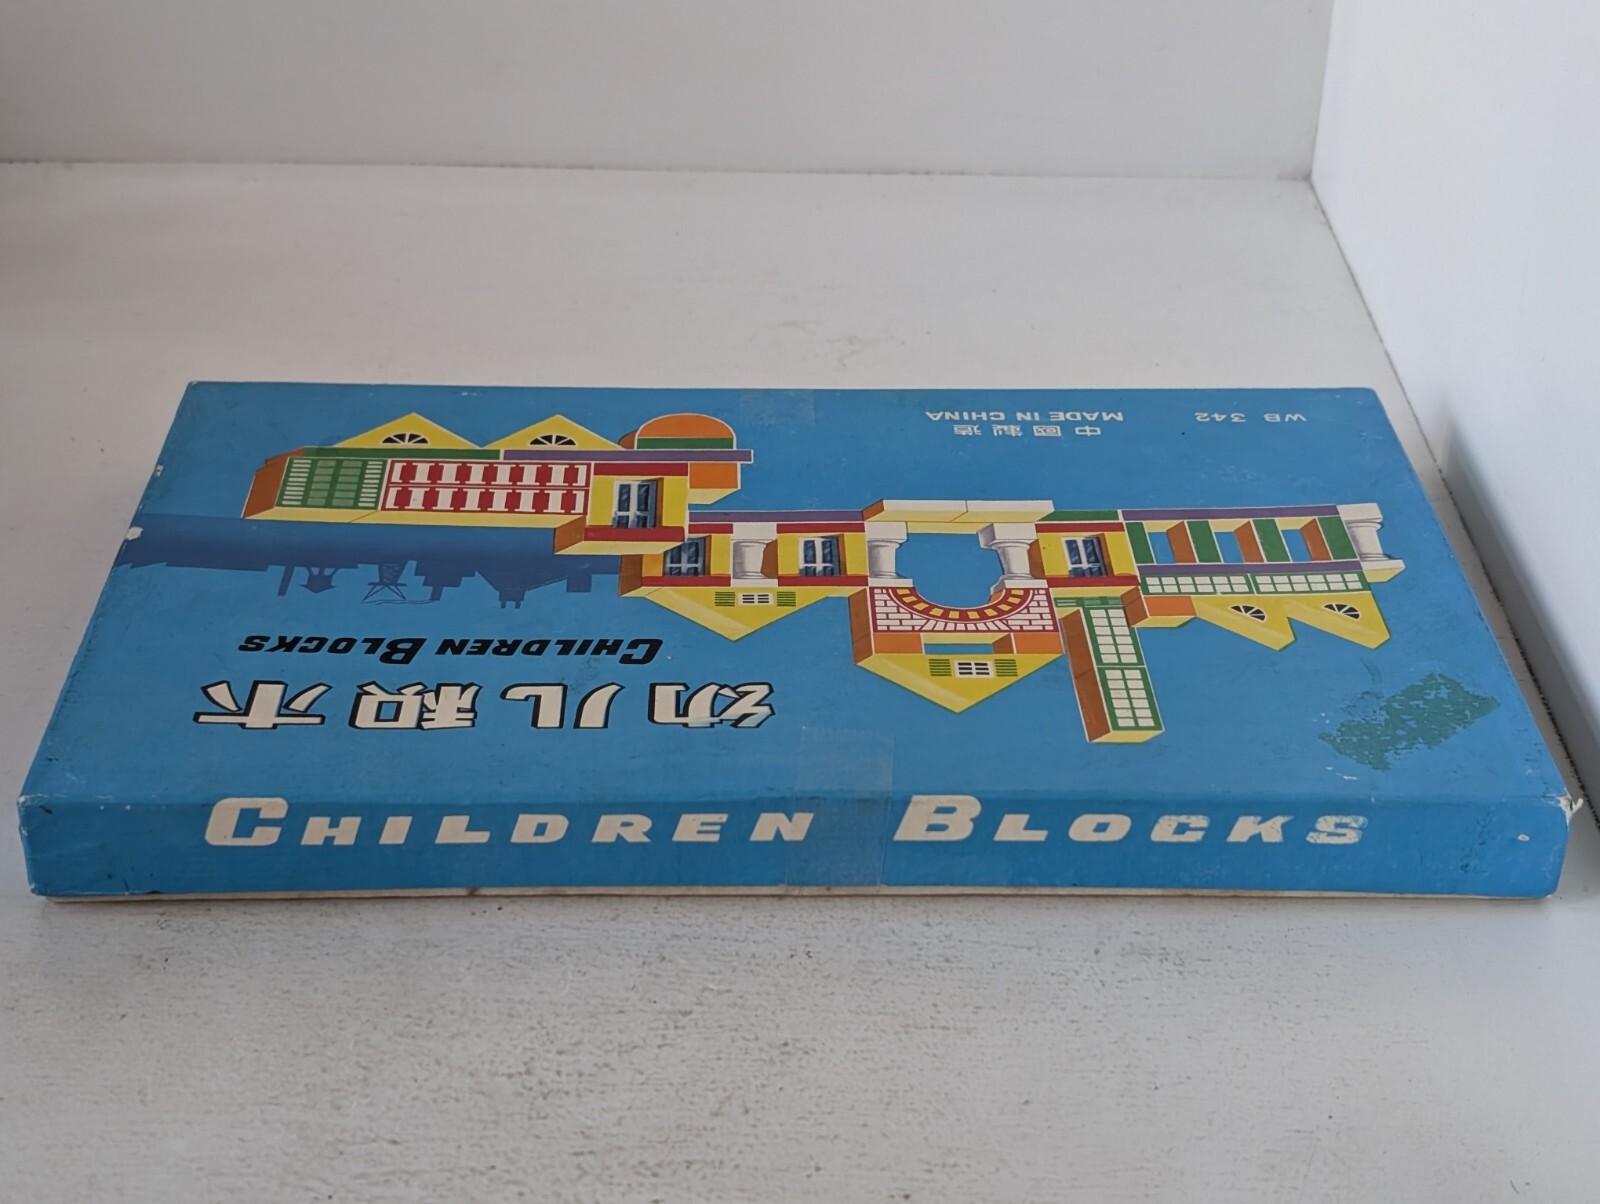 WB 342
中國製造
MADE IN CHINA
幼儿积木
CHILDREN BLOCKS
CHILDREN BLOCKS